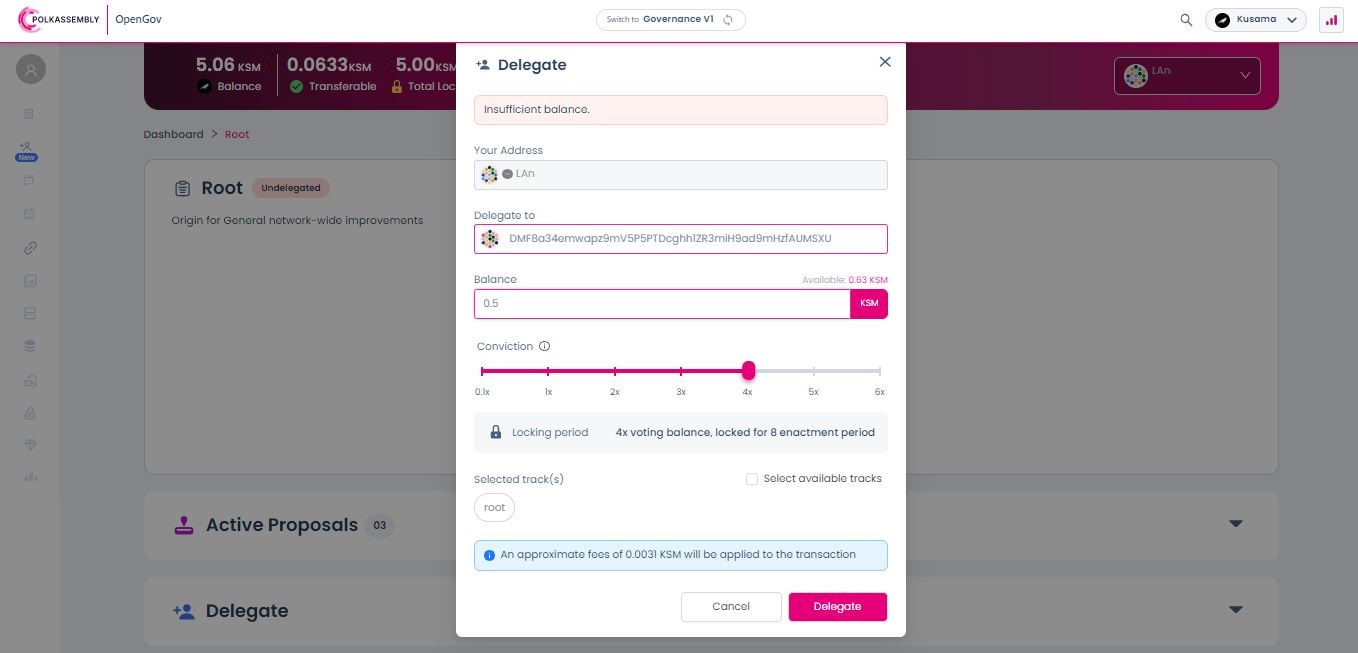 POLKASSEMBLY OpenGov Switch to Governance V1 Kusama
5.06 KSM 0.0633 KSM 5.00 KSM
Balance Transferable Total Loc
LAn
Dashboard > Root
New
Root Undelegated
Origin for General network-wide improvements
Active Proposals 03
Delegate
Delegate
Insufficient balance.
Your Address
LAn
Delegate to
DMF8a34emwapz9mV5P5PTDcghh1ZR3miH9ad9mHzfAUMSXU
Balance Available: 0.63 KSM
0.5 KSM
Conviction
0.1x 1x 2x 3x 4x 5x 6x
Locking period 4x voting balance, locked for 8 enactment period
Selected track(s) Select available tracks
root
An approximate fees of 0.0031 KSM will be applied to the transaction
Cancel Delegate